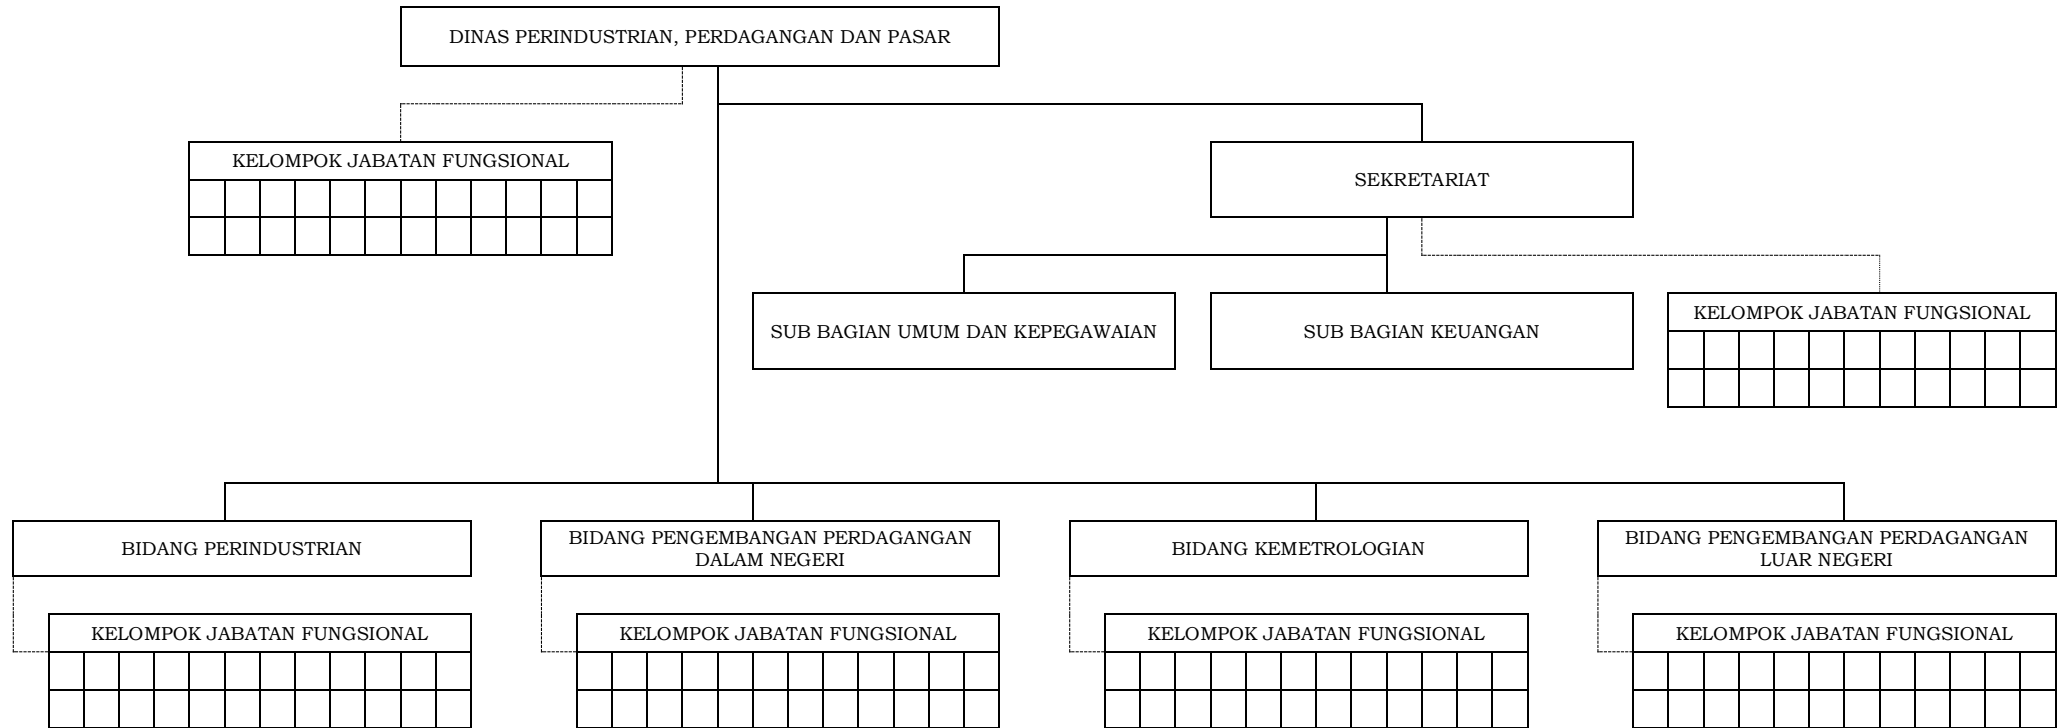 DINAS PERINDUSTRIAN, PERDAGANGAN DAN PASAR
KELOMPOK JABATAN FUNGSIONAL
SEKRETARIAT
SUB BAGIAN UMUM DAN KEPEGAWAIAN
SUB BAGIAN KEUANGAN
KELOMPOK JABATAN FUNGSIONAL
BIDANG PERINDUSTRIAN
BIDANG PENGEMBANGAN PERDAGANGAN
DALAM NEGERI
BIDANG KEMETROLOGIAN
BIDANG PENGEMBANGAN PERDAGANGAN
LUAR NEGERI
KELOMPOK JABATAN FUNGSIONAL
KELOMPOK JABATAN FUNGSIONAL
KELOMPOK JABATAN FUNGSIONAL
KELOMPOK JABATAN FUNGSIONAL